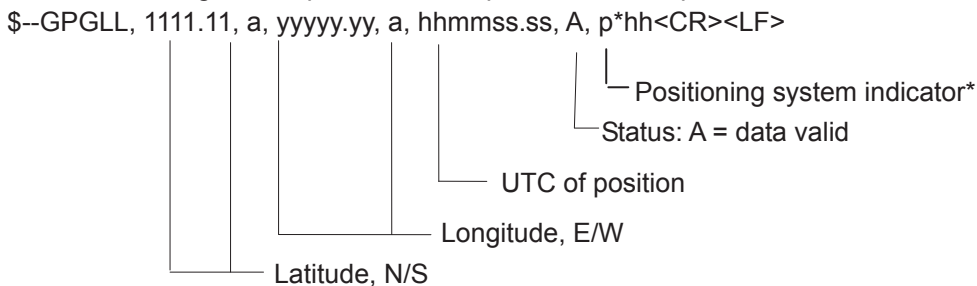 $--GPGLL, 1111.11, a, yyyyy.yy, a, hhmmss.ss, A, p*hh<CR><LF>
Positioning system indicator*
Status: A = data valid
UTC of position
Longitude, E/W
Latitude, N/S